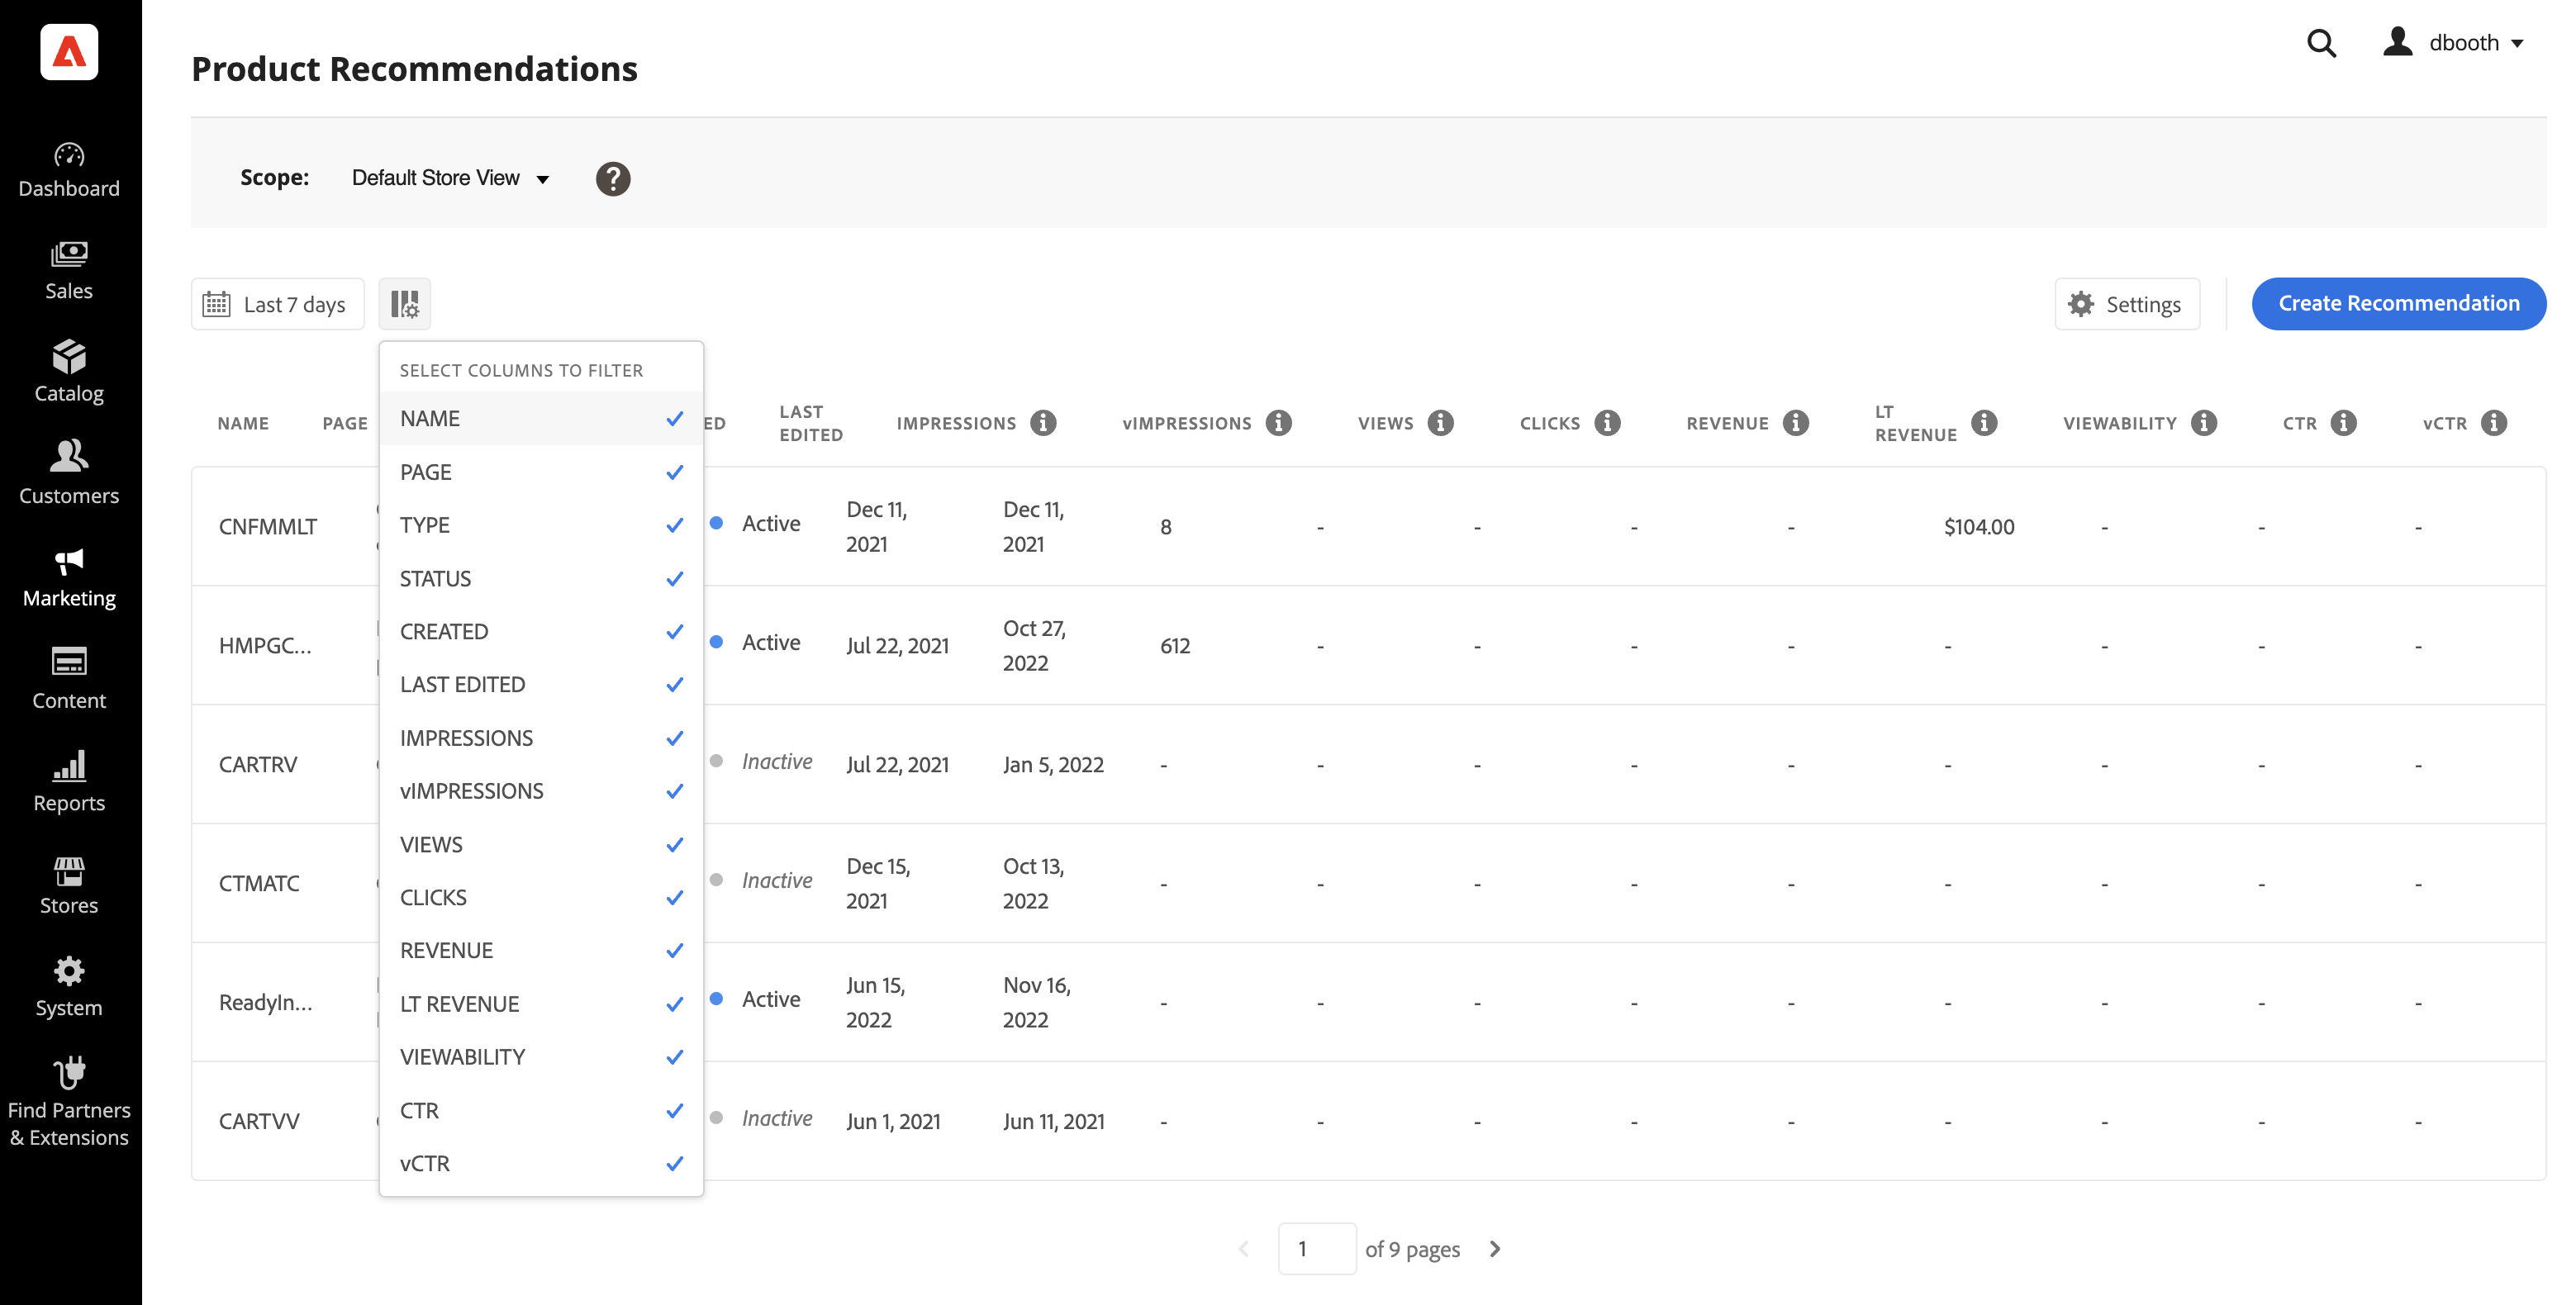 Product Recommendations
dbooth
Dashboard
Sales
Catalog
Customers
Marketing
Content
Reports
Stores
System
Find Partners
& Extensions
Scope: Default Store View ?
Last 7 days
Settings
Create Recommendation
SELECT COLUMNS TO FILTER
NAME
PAGE
TYPE
STATUS
CREATED
LAST EDITED
IMPRESSIONS
vIMPRESSIONS
VIEWS
CLICKS
REVENUE
LT REVENUE
VIEWABILITY
CTR
vCTR
NAME PAGE ED LAST EDITED IMPRESSIONS vIMPRESSIONS VIEWS CLICKS REVENUE LT REVENUE VIEWABILITY CTR vCTR
CNFMMLT Active Dec 11, 2021 Dec 11, 2021 8 - - - - $104.00 - - -
HMPGC... Active Jul 22, 2021 Oct 27, 2022 612 - - - - - - - -
CARTRV Inactive Jul 22, 2021 Jan 5, 2022 - - - - - - - - -
CTMATC Inactive Dec 15, 2021 Oct 13, 2022 - - - - - - - - -
ReadyIn... Active Jun 15, 2022 Nov 16, 2022 - - - - - - - - -
CARTVV Inactive Jun 1, 2021 Jun 11, 2021 - - - - - - - - -
1 of 9 pages